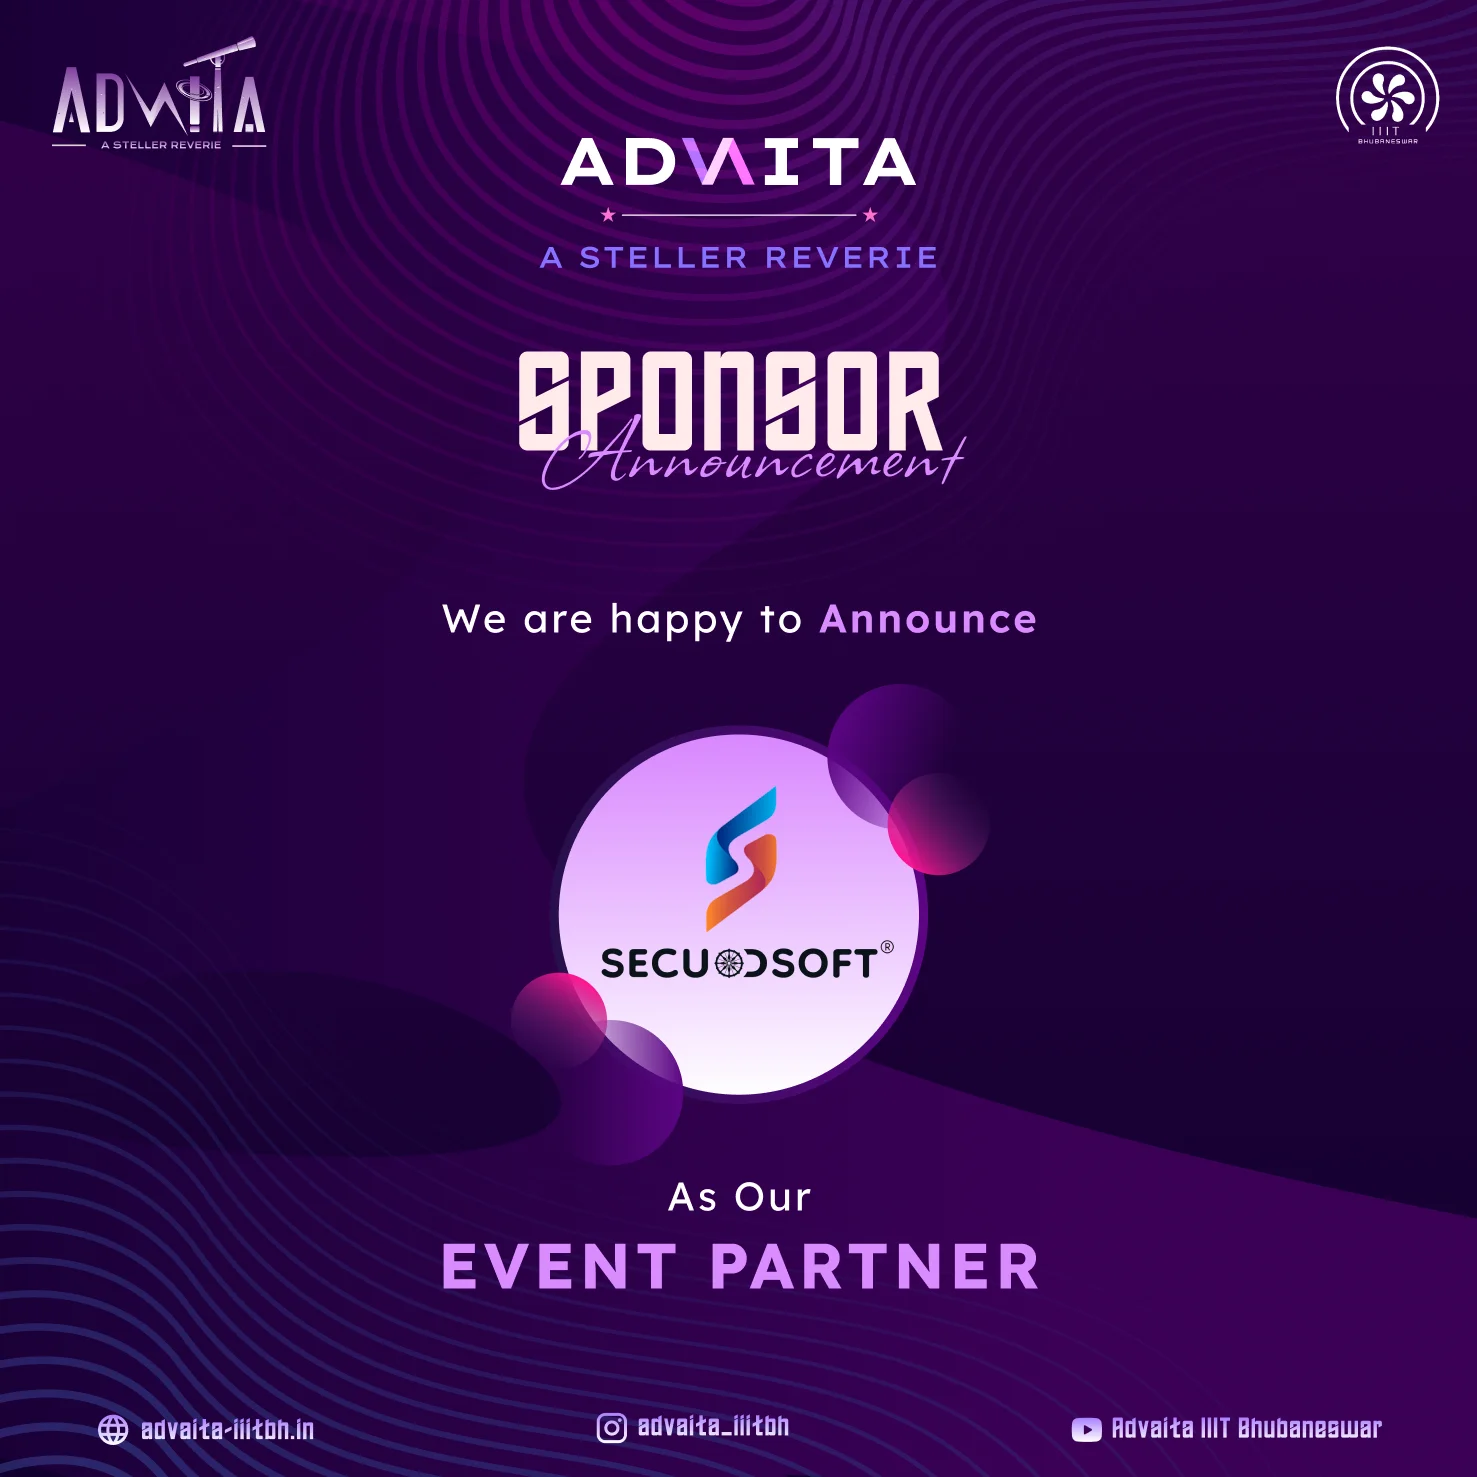 ADVAITA
A STELLER REVERIE
IIIT
BHUBANESWAR
ADVAITA
A STELLER REVERIE
SPONSOR
Announcement
We are happy to Announce
SECUODSOFT®
As Our
EVENT PARTNER
advaita-iiitbh.in
advaita_iiitbh
Advaita IIIT Bhubaneswar